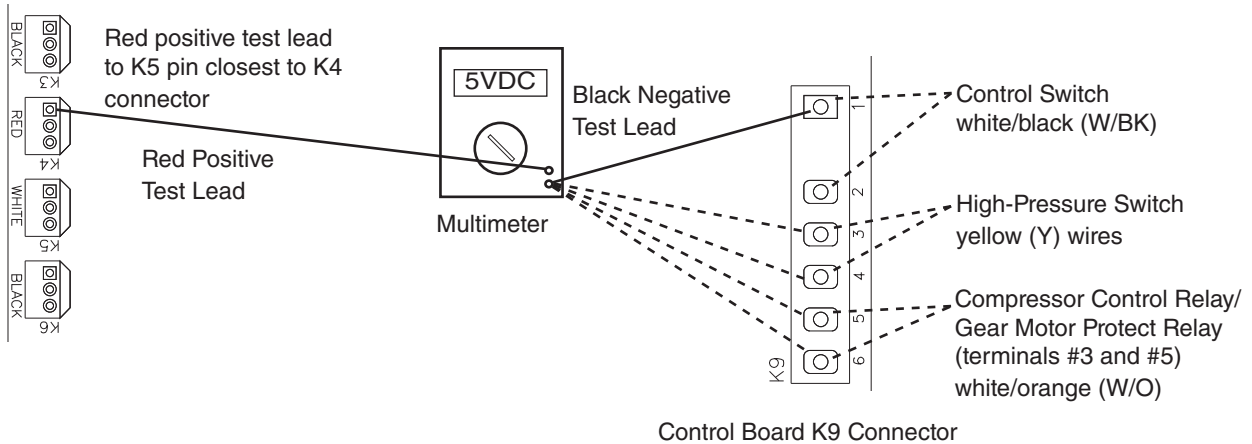 BLACK
K3
RED
K4
WHITE
K5
BLACK
K6
Red positive test lead
to K5 pin closest to K4
connector
Red Positive
Test Lead
5VDC
Multimeter
Black Negative
Test Lead
1
2
3
4
5
6
K9
Control Switch
white/black (W/BK)
High-Pressure Switch
yellow (Y) wires
Compressor Control Relay/
Gear Motor Protect Relay
(terminals #3 and #5)
white/orange (W/O)
Control Board K9 Connector